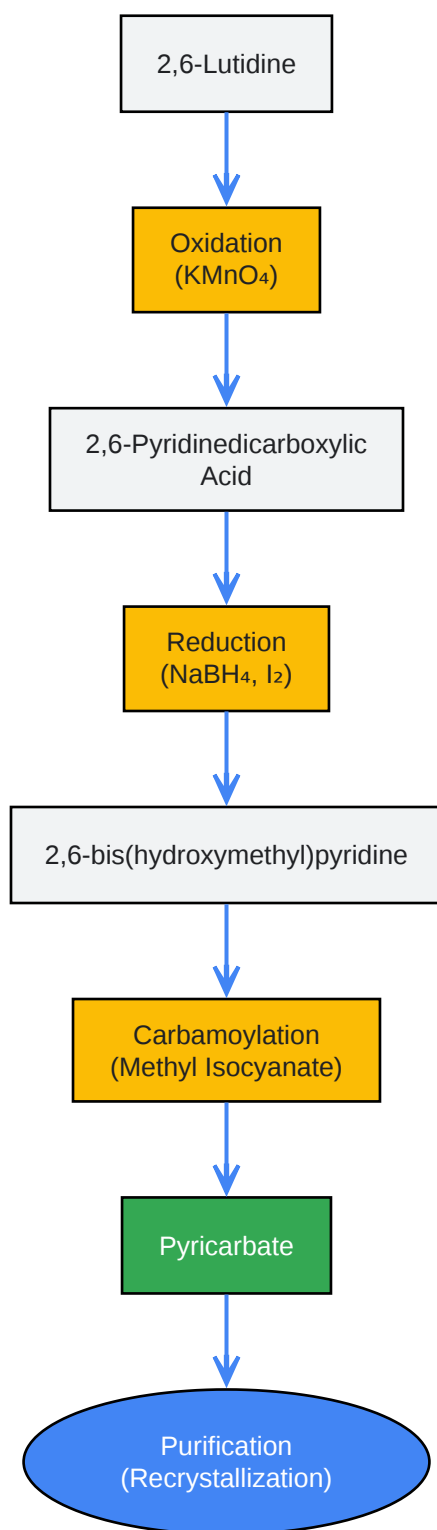 2,6-Lutidine
Oxidation
(KMnO₄)
2,6-Pyridinedicarboxylic
Acid
Reduction
(NaBH₄, I₂)
2,6-bis(hydroxymethyl)pyridine
Carbamoylation
(Methyl Isocyanate)
Pyricarbate
Purification
(Recrystallization)